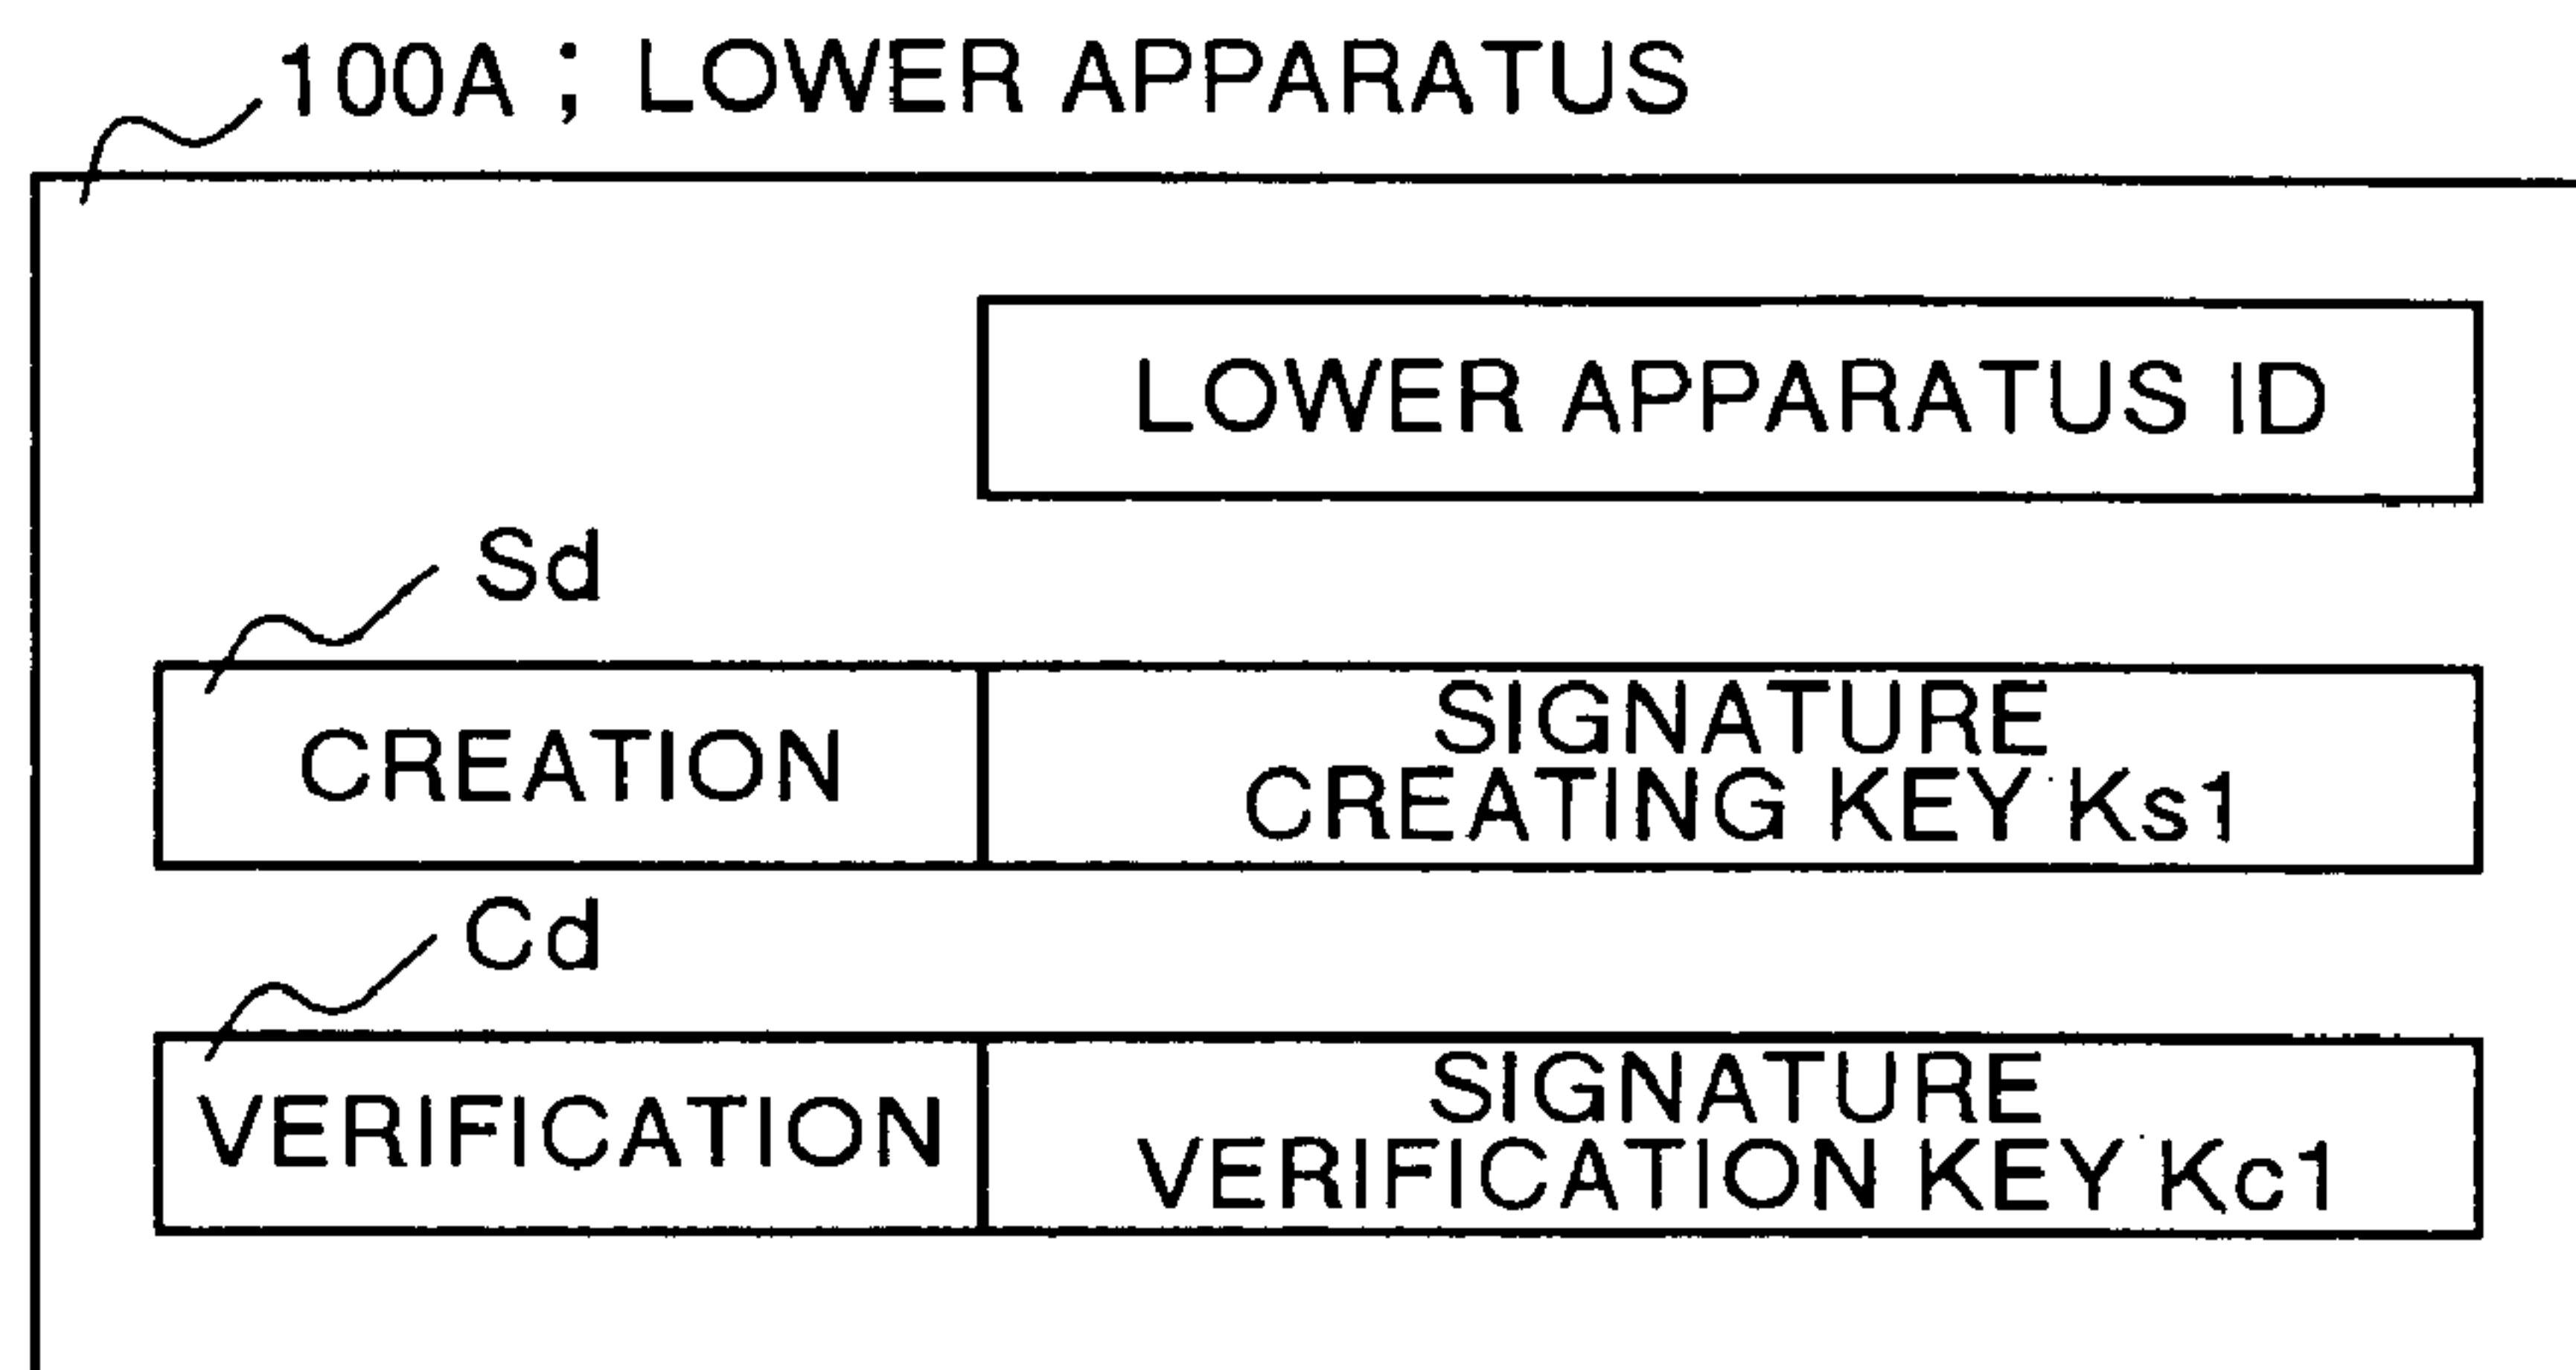 100A ; LOWER APPARATUS
LOWER APPARATUS ID
Sd
CREATION
SIGNATURE
CREATING KEY Ks1
Cd
VERIFICATION
SIGNATURE
VERIFICATION KEY Kc1